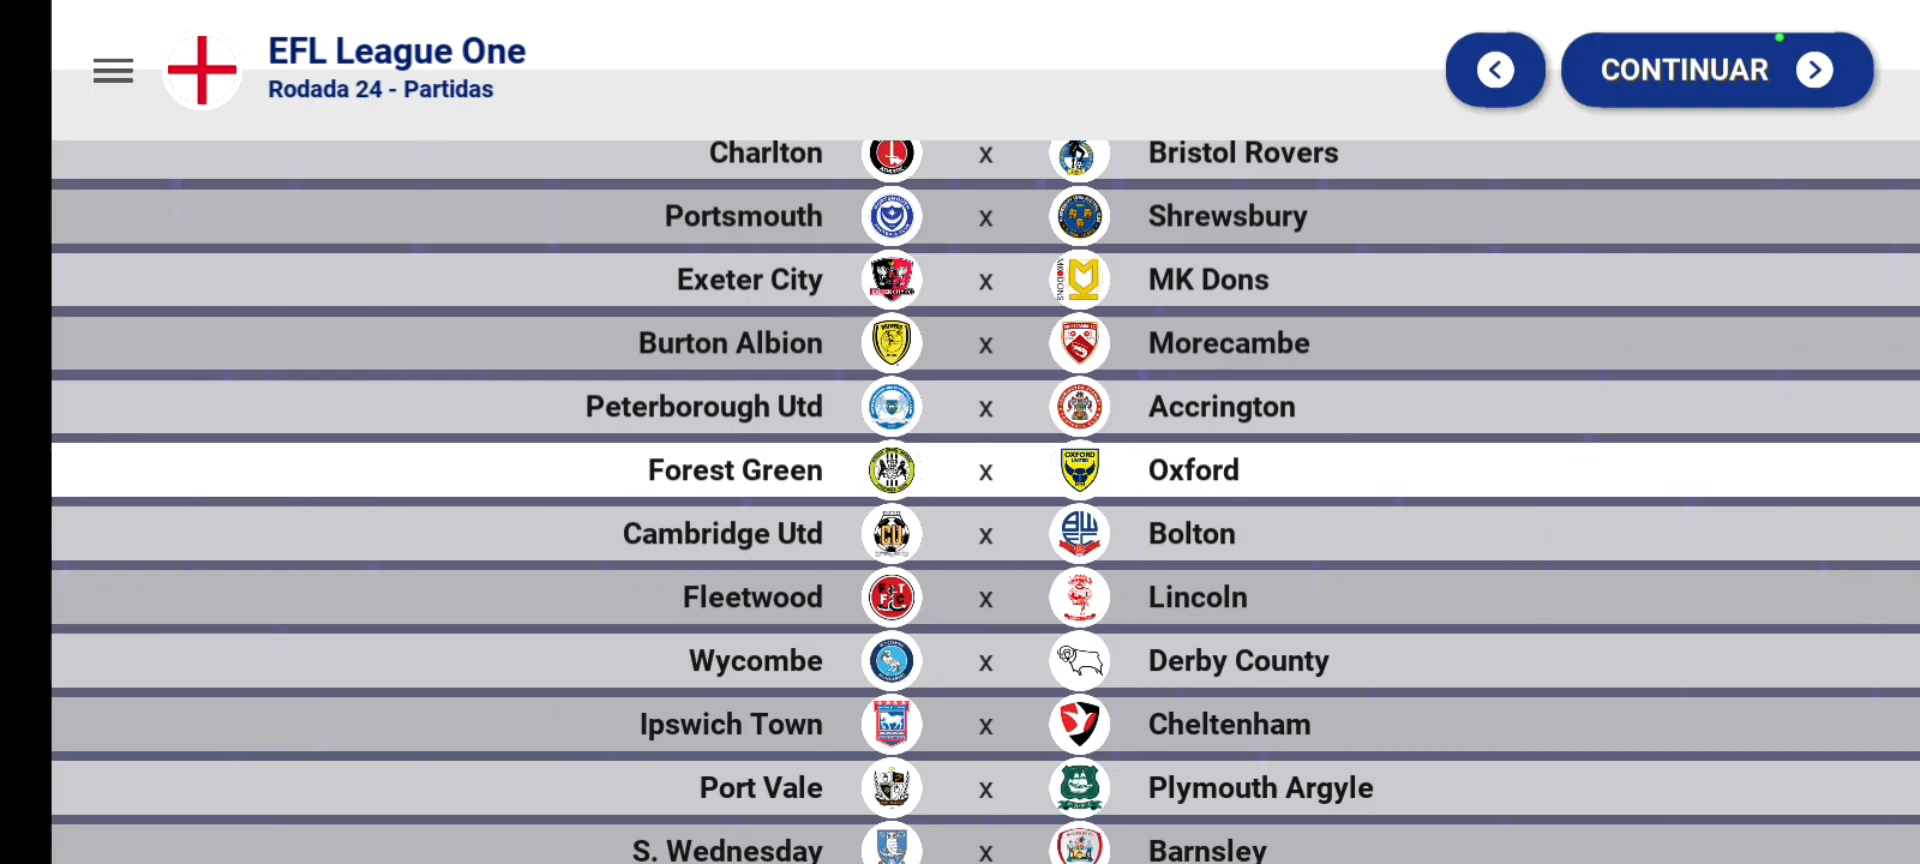 EFL League One
Rodada 24 - Partidas
CONTINUAR
Charlton x Bristol Rovers
Portsmouth x Shrewsbury
Exeter City x MK Dons
Burton Albion x Morecambe
Peterborough Utd x Accrington
Forest Green x Oxford
Cambridge Utd x Bolton
Fleetwood x Lincoln
Wycombe x Derby County
Ipswich Town x Cheltenham
Port Vale x Plymouth Argyle
S. Wednesday x Barnsley